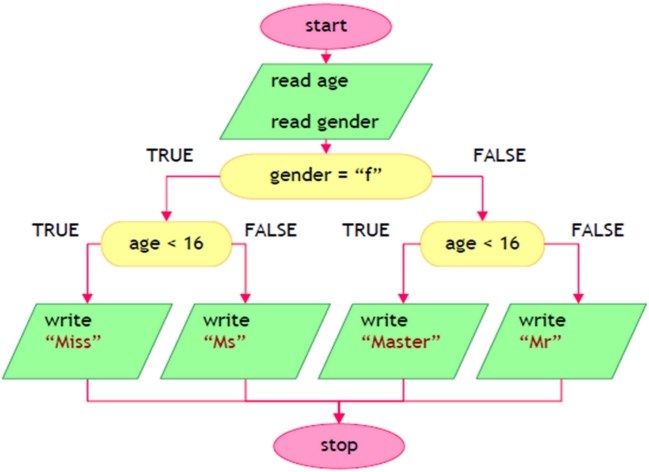 start
read age
read gender
TRUE
FALSE
gender = “f”
TRUE
age < 16
FALSE
TRUE
age < 16
FALSE
write
“Miss”
write
“Ms”
write
“Master”
write
“Mr”
stop